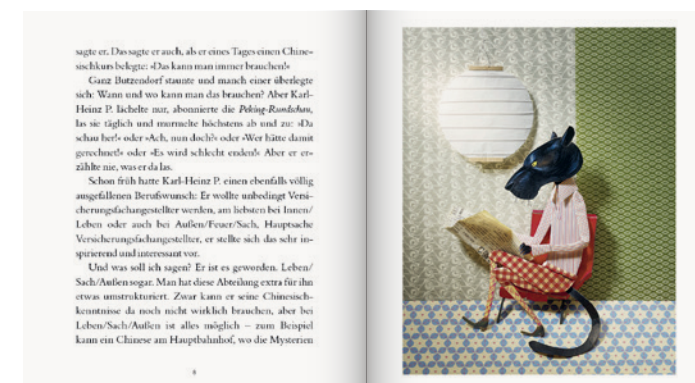 sagte er. Das sagte er auch, als er eines Tages einen Chine-
sischkurs belegte: »Das kann man immer brauchen!«
Ganz Butzendorf staunte und manch einer überlegte
sich: Wann und wo kann man das brauchen? Aber Karl-
Heinz P. lächelte nur, abonnierte die Peking-Rundschau,
las sie täglich und murmelte höchstens ab und zu: »Da
schau her!« oder »Ach, nun doch?« oder »Wer hätte damit
gerechnet!« oder »Es wird schlecht enden!« Aber er er-
zählte nie, was er da las.
Schon früh hatte Karl-Heinz P. einen ebenfalls völlig
ausgefallenen Berufswunsch: Er wollte unbedingt Versi-
cherungsfachangestellter werden, am liebsten bei Innen/
Leben oder auch bei Außen/Feuer/Sach, Hauptsache
Versicherungsfachangestellter, er stellte sich das sehr in-
spirierend und interessant vor.
Und was soll ich sagen? Er ist es geworden. Leben/
Sach/Außen sogar. Man hat diese Abteilung extra für ihn
etwas umstrukturiert. Zwar kann er seine Chinesisch-
kenntnisse da noch nicht wirklich brauchen, aber bei
Leben/Sach/Außen ist alles möglich – zum Beispiel
kann ein Chinese am Hauptbahnhof, wo die Mysterien
6